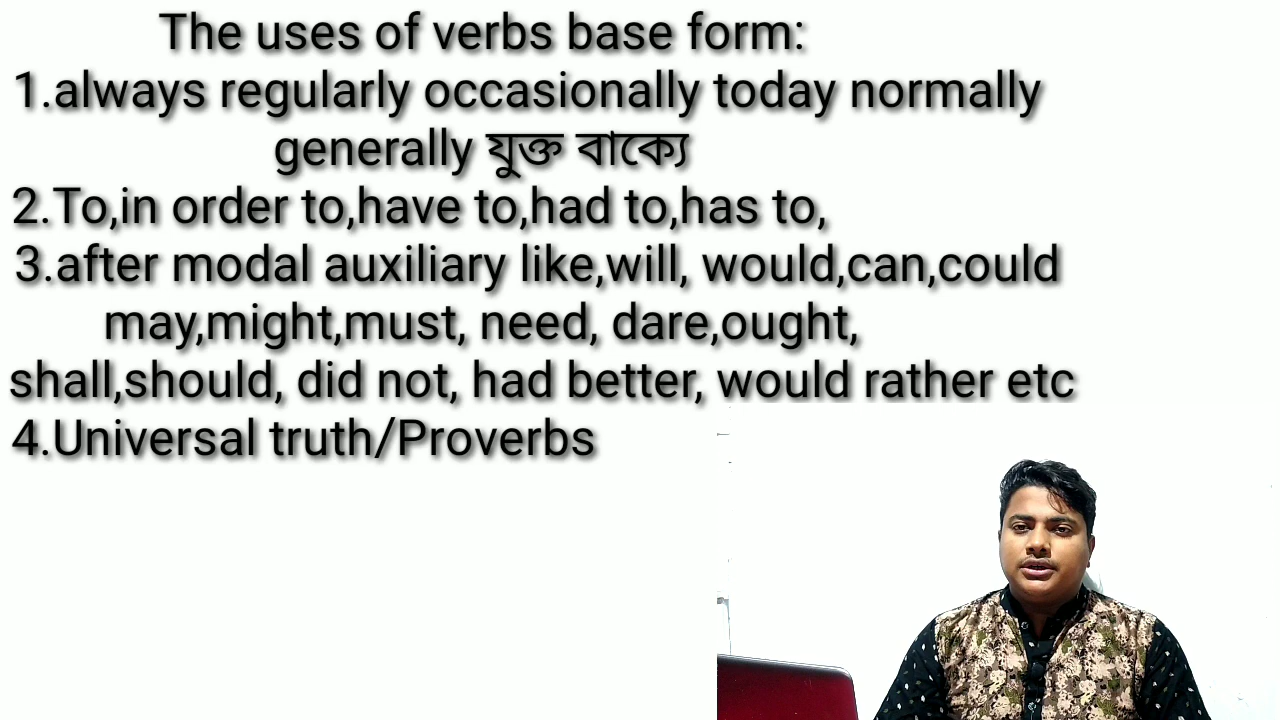 The uses of verbs base form:
1.always regularly occasionally today normally
generally যুক্ত বাক্যে
2.To,in order to,have to,had to,has to,
3.after modal auxiliary like,will, would,can,could
may,might,must, need, dare,ought,
shall,should, did not, had better, would rather etc
4.Universal truth/Proverbs